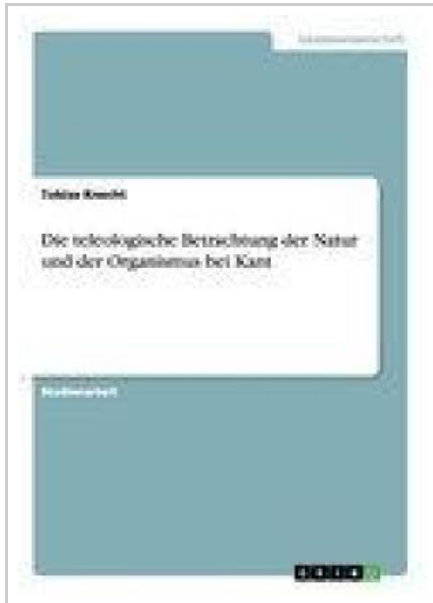 Tobias Knecht
Die teleologische Betrachtung der Natur
und der Organismus bei Kant
Studienarbeit